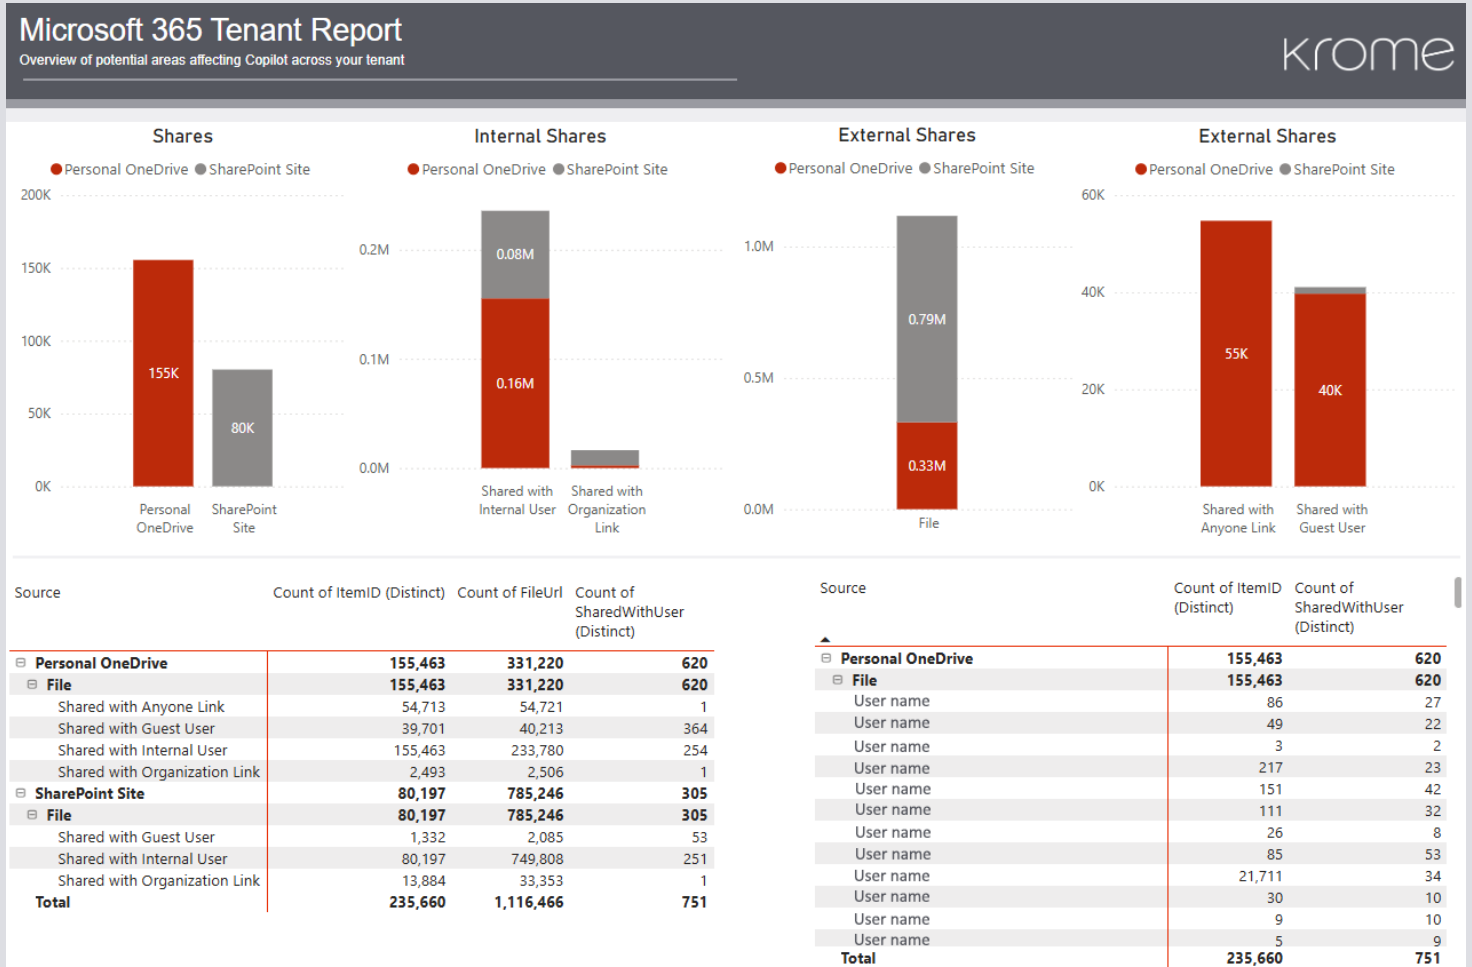 Microsoft 365 Tenant Report
Overview of potential areas affecting Copilot across your tenant
krome
Shares
Personal OneDrive SharePoint Site
200K
150K
100K
50K
0K
155K
80K
Personal OneDrive
SharePoint Site
Internal Shares
Personal OneDrive SharePoint Site
0.2M
0.1M
0.0M
0.08M
0.16M
Shared with Internal User
Shared with Organization Link
External Shares
Personal OneDrive SharePoint Site
1.0M
0.5M
0.0M
0.79M
0.33M
File
External Shares
Personal OneDrive SharePoint Site
60K
40K
20K
0K
55K
40K
Shared with Anyone Link
Shared with Guest User
Source Count of ItemID (Distinct) Count of FileUrl Count of SharedWithUser (Distinct)
Personal OneDrive 155,463 331,220 620
File 155,463 331,220 620
Shared with Anyone Link 54,713 54,721 1
Shared with Guest User 39,701 40,213 364
Shared with Internal User 155,463 233,780 254
Shared with Organization Link 2,493 2,506 1
SharePoint Site 80,197 785,246 305
File 80,197 785,246 305
Shared with Guest User 1,332 2,085 53
Shared with Internal User 80,197 749,808 251
Shared with Organization Link 13,884 33,353 1
Total 235,660 1,116,466 751
Source Count of ItemID (Distinct) Count of SharedWithUser (Distinct)
Personal OneDrive 155,463 620
File 155,463 620
User name 86 27
User name 49 22
User name 3 2
User name 217 23
User name 151 42
User name 111 32
User name 26 8
User name 85 53
User name 21,711 34
User name 30 10
User name 9 10
User name 5 9
Total 235,660 751